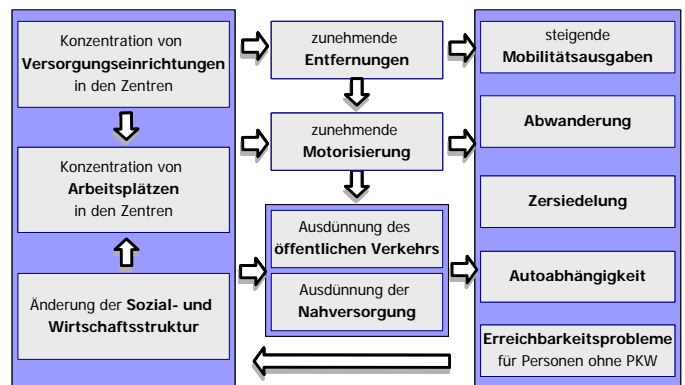 Konzentration von
Versorgungseinrichtungen
in den Zentren
Konzentration von
Arbeitsplätzen
in den Zentren
Änderung der Sozial- und
Wirtschaftsstruktur
zunehmende
Entfernungen
zunehmende
Motorisierung
Ausdünnung des
öffentlichen Verkehrs
Ausdünnung der
Nahversorgung
steigende
Mobilitätsausgaben
Abwanderung
Zersiedelung
Autoabhängigkeit
Erreichbarkeitsprobleme
für Personen ohne PKW